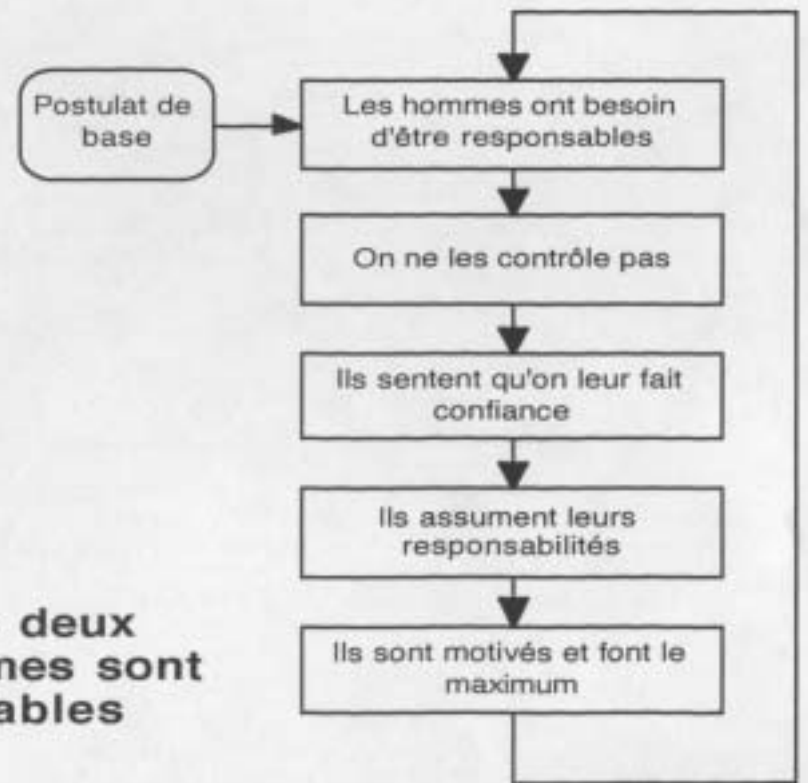 Postulat de
base
Les hommes ont besoin
d'être responsables
On ne les contrôle pas
Ils sentent qu'on leur fait
confiance
Ils assument leurs
responsabilités
Ils sont motivés et font le
maximum
deux
mes sont
ables